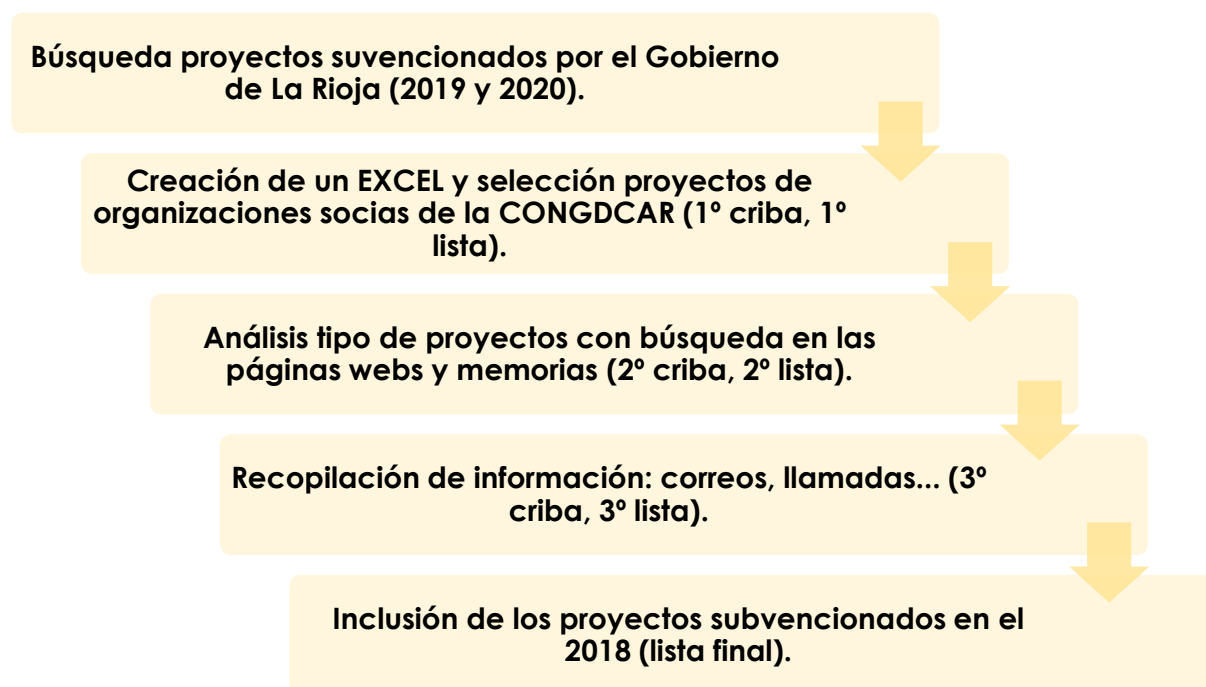 Búsqueda proyectos suvencionados por el Gobierno
de La Rioja (2019 y 2020).
Creación de un EXCEL y selección proyectos de
organizaciones socias de la CONGDCAR (1º criba, 1º
lista).
Análisis tipo de proyectos con búsqueda en las
páginas webs y memorias (2º criba, 2º lista).
Recopilación de información: correos, llamadas... (3º
criba, 3º lista).
Inclusión de los proyectos subvencionados en el
2018 (lista final).